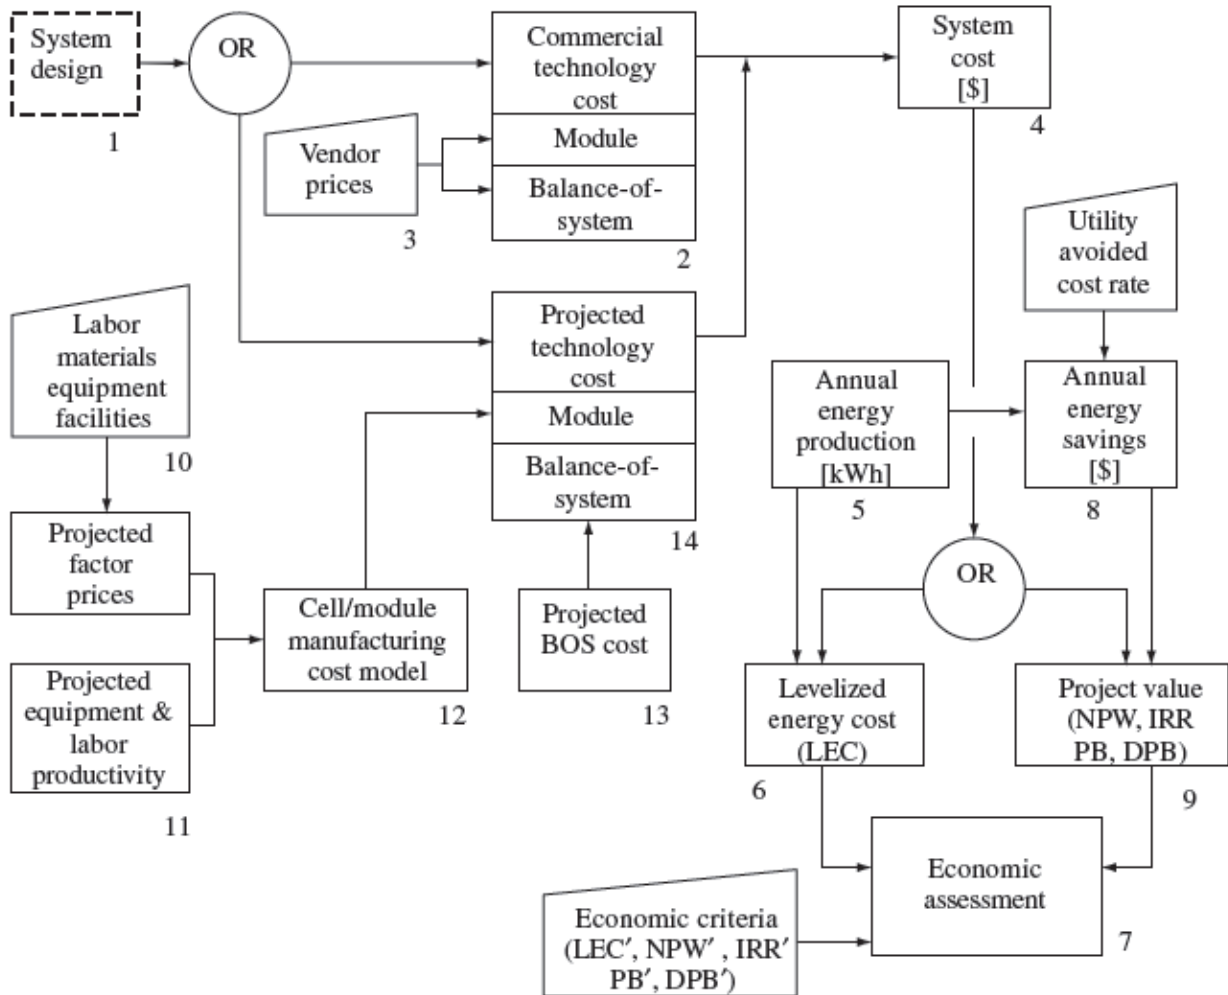 System
design
1
OR
Commercial
technology
cost
Module
Balance-of-
system
2
Vendor
prices
3
System
cost
[$]
4
Utility
avoided
cost rate
Labor
materials
equipment
facilities
10
Projected
technology
cost
Module
Balance-of-
system
14
Annual
energy
production
[kWh]
5
Annual
energy
savings
[$]
8
Projected
factor
prices
Projected
equipment &
labor
productivity
11
Cell/module
manufacturing
cost model
12
Projected
BOS cost
13
OR
Levelized
energy cost
(LEC)
6
Project value
(NPW, IRR
PB, DPB)
9
Economic
assessment
7
Economic criteria
(LEC′, NPW′ , IRR′
PB′, DPB′)